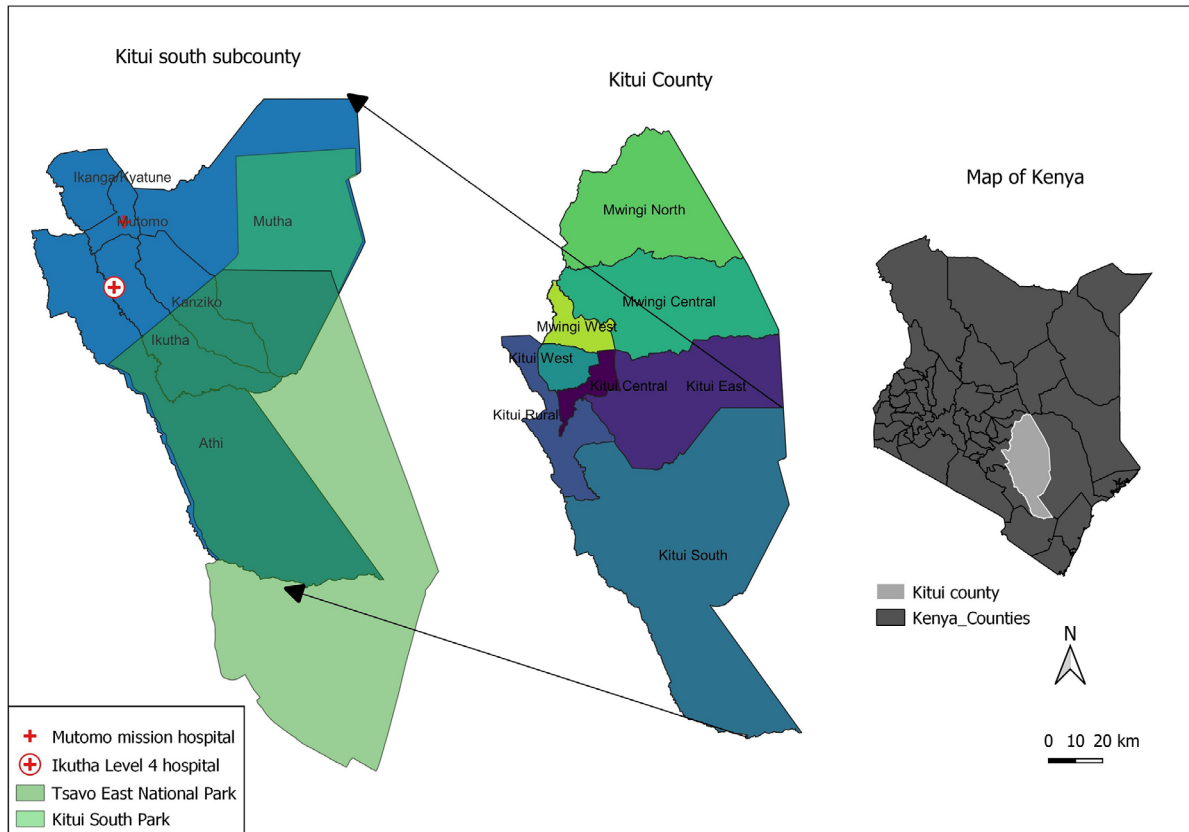 Kitui south subcounty
Ikanga/Kyatune
Mutomo
Mutha
Kanziko
Ikutha
Athi
Kitui County
Mwingi North
Mwingi Central
Mwingi West
Kitui West
Kitui Central
Kitui East
Kitui Rural
Kitui South
Map of Kenya
Kitui county
Kenya_Counties
N
0 10 20 km
Mutomo mission hospital
Ikutha Level 4 hospital
Tsavo East National Park
Kitui South Park